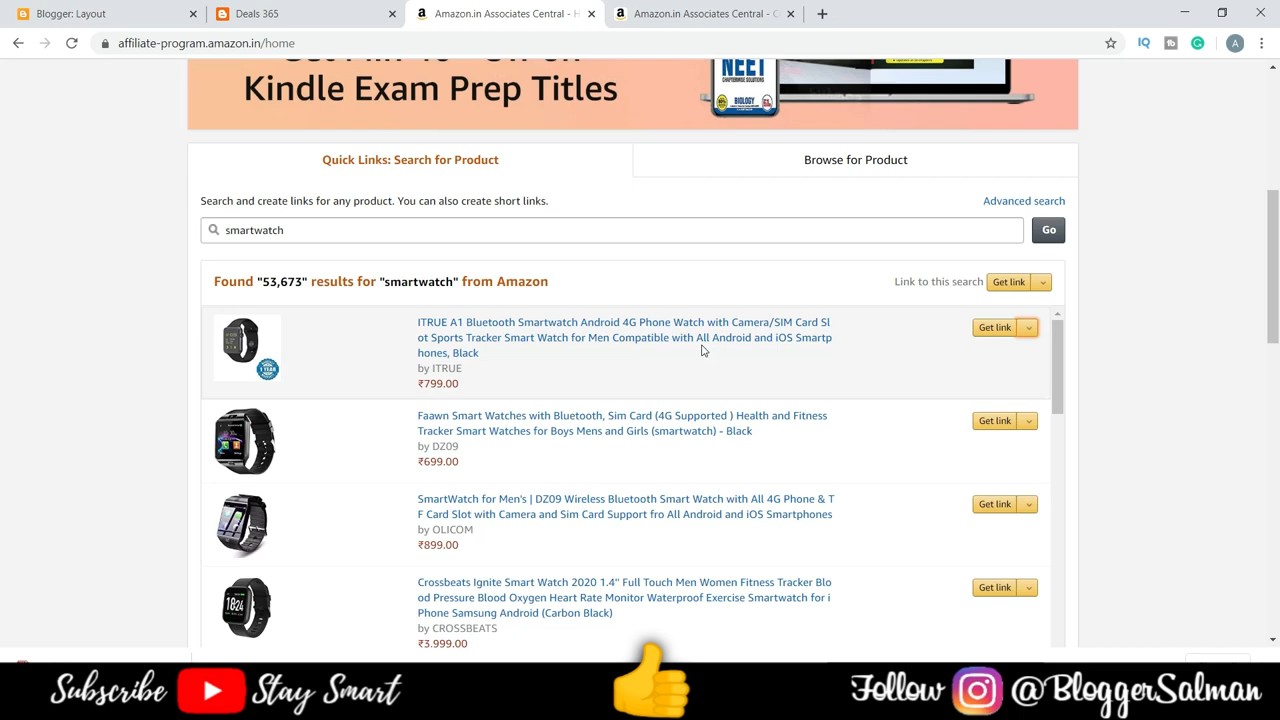 Blogger: Layout
Deals 365
Amazon.in Associates Central - H
Amazon.in Associates Central - C
affiliate-program.amazon.in/home
A
Kindle Exam Prep Titles
NEET
BIOLOGY
Quick Links: Search for Product
Browse for Product
Search and create links for any product. You can also create short links.
Advanced search
smartwatch
Go
Found "53,673" results for "smartwatch" from Amazon
Link to this search
Get link
ITRUE A1 Bluetooth Smartwatch Android 4G Phone Watch with Camera/SIM Card Sl
ot Sports Tracker Smart Watch for Men Compatible with All Android and iOS Smartp
hones, Black
by ITRUE
₹799.00
Get link
Faawn Smart Watches with Bluetooth, Sim Card (4G Supported ) Health and Fitness
Tracker Smart Watches for Boys Mens and Girls (smartwatch) - Black
by DZ09
₹699.00
Get link
SmartWatch for Men's | DZ09 Wireless Bluetooth Smart Watch with All 4G Phone & T
F Card Slot with Camera and Sim Card Support fro All Android and iOS Smartphones
by OLICOM
₹899.00
Get link
Crossbeats Ignite Smart Watch 2020 1.4" Full Touch Men Women Fitness Tracker Blo
od Pressure Blood Oxygen Heart Rate Monitor Waterproof Exercise Smartwatch for i
Phone Samsung Android (Carbon Black)
by CROSSBEATS
₹3,999.00
Get link
Subscribe
Stay Smart
Follow
@BloggerSalman